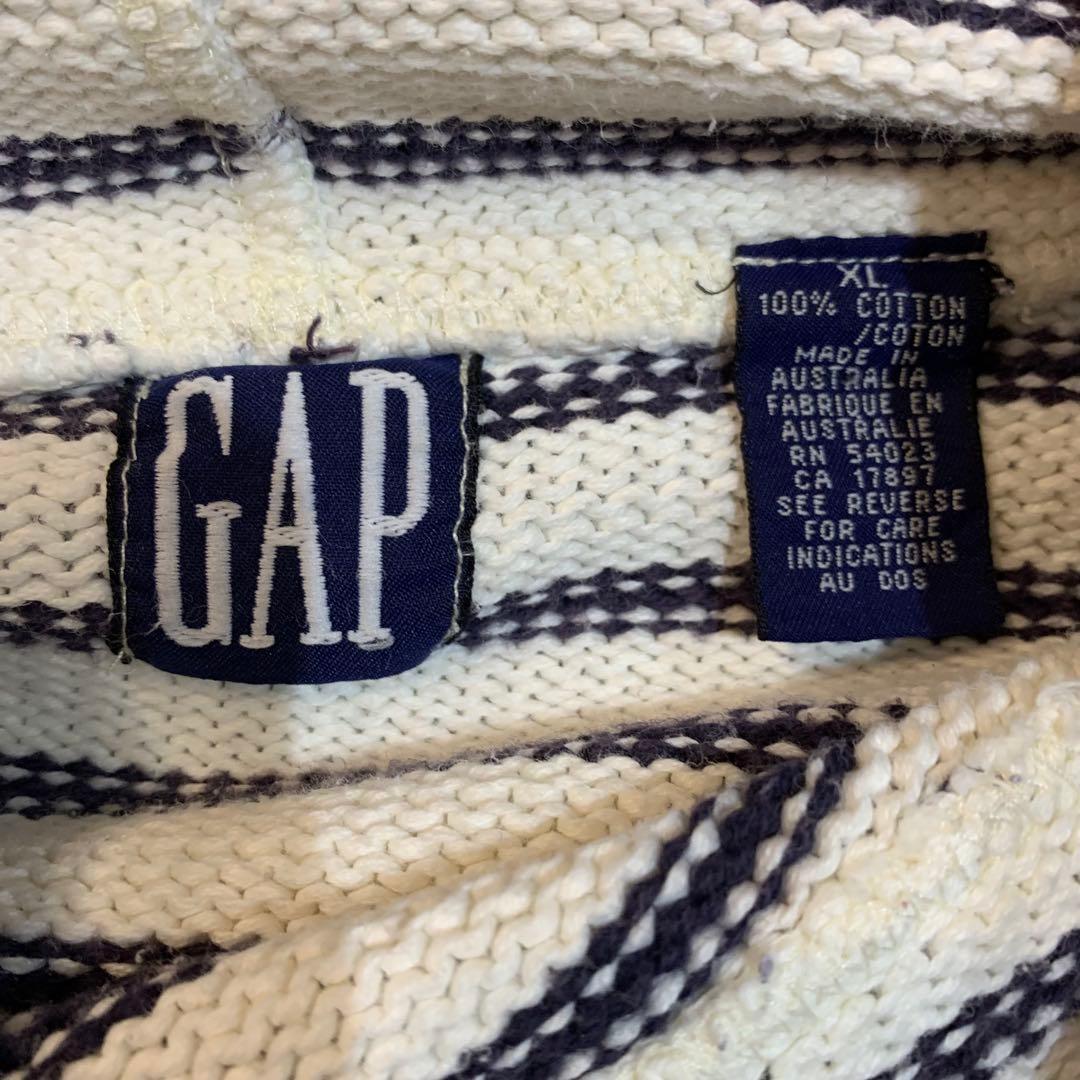 GAP
XL
100% COTTON
/COTON
MADE IN
AUSTRALIA
FABRIQUE EN
AUSTRALIE
RN 54023
CA 17897
SEE REVERSE
FOR CARE
INDICATIONS
AU DOS